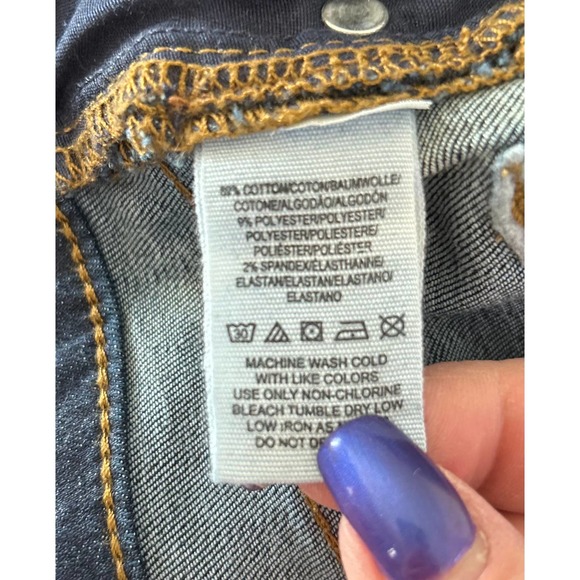 89% COTTON/COTON/BAUMWOLLE/
COTONE/ALGODÃO/ALGODÓN
9% POLYESTER/POLYESTER/
POLYESTER/POLIESTERE/
POLIÉSTER/POLIÉSTER
2% SPANDEX/ELASTHANNE/
ELASTAN/ELASTAN/ELASTANO/
ELASTANO
30
MACHINE WASH COLD
WITH LIKE COLORS
USE ONLY NON-CHLORINE
BLEACH TUMBLE DRY LOW
LOW IRON AS
DO NOT